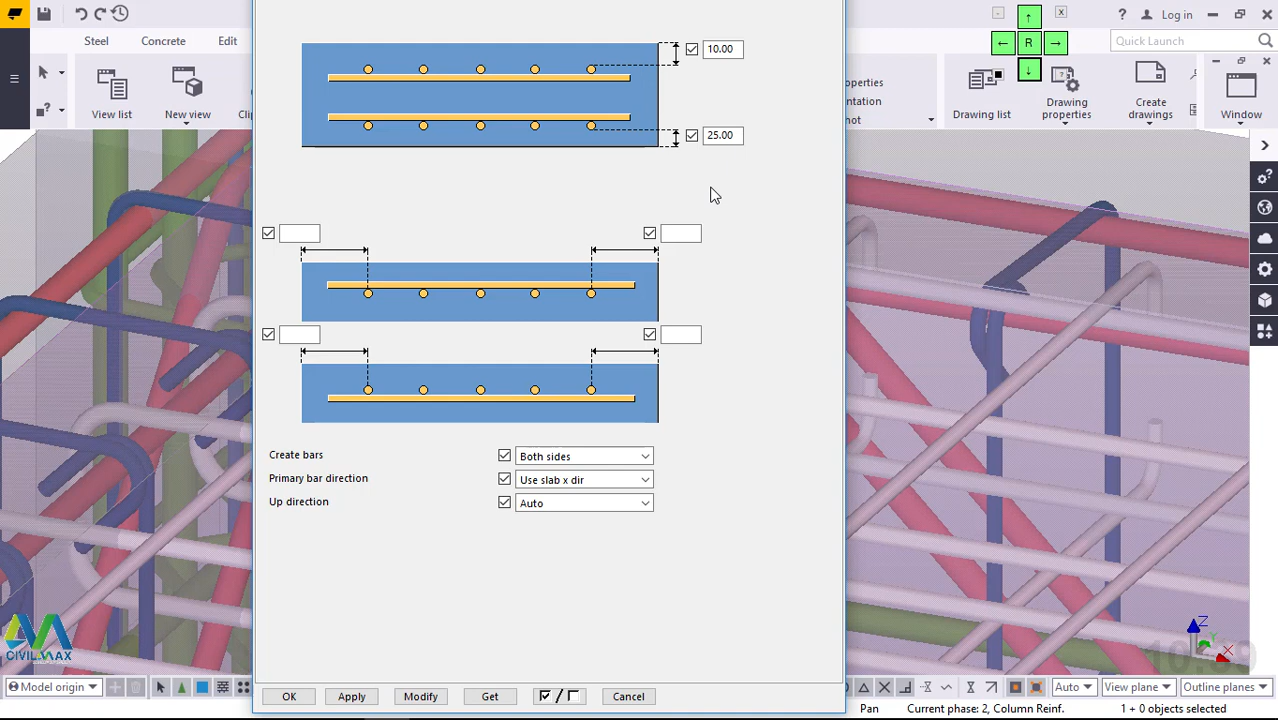 R
x
?
Log in
Steel
Concrete
Edit
Quick Launch
View list
New view
Drawing list
Drawing
properties
Create
drawings
Window
10.00
25.00
Create bars
Both sides
Primary bar direction
Use slab x dir
Up direction
Auto
CIVILMAX
Z
Model origin
OK
Apply
Modify
Get
/
Cancel
Auto
View plane
Outline planes
Pan
Current phase: 2, Column Reinf.
1 + 0 objects selected